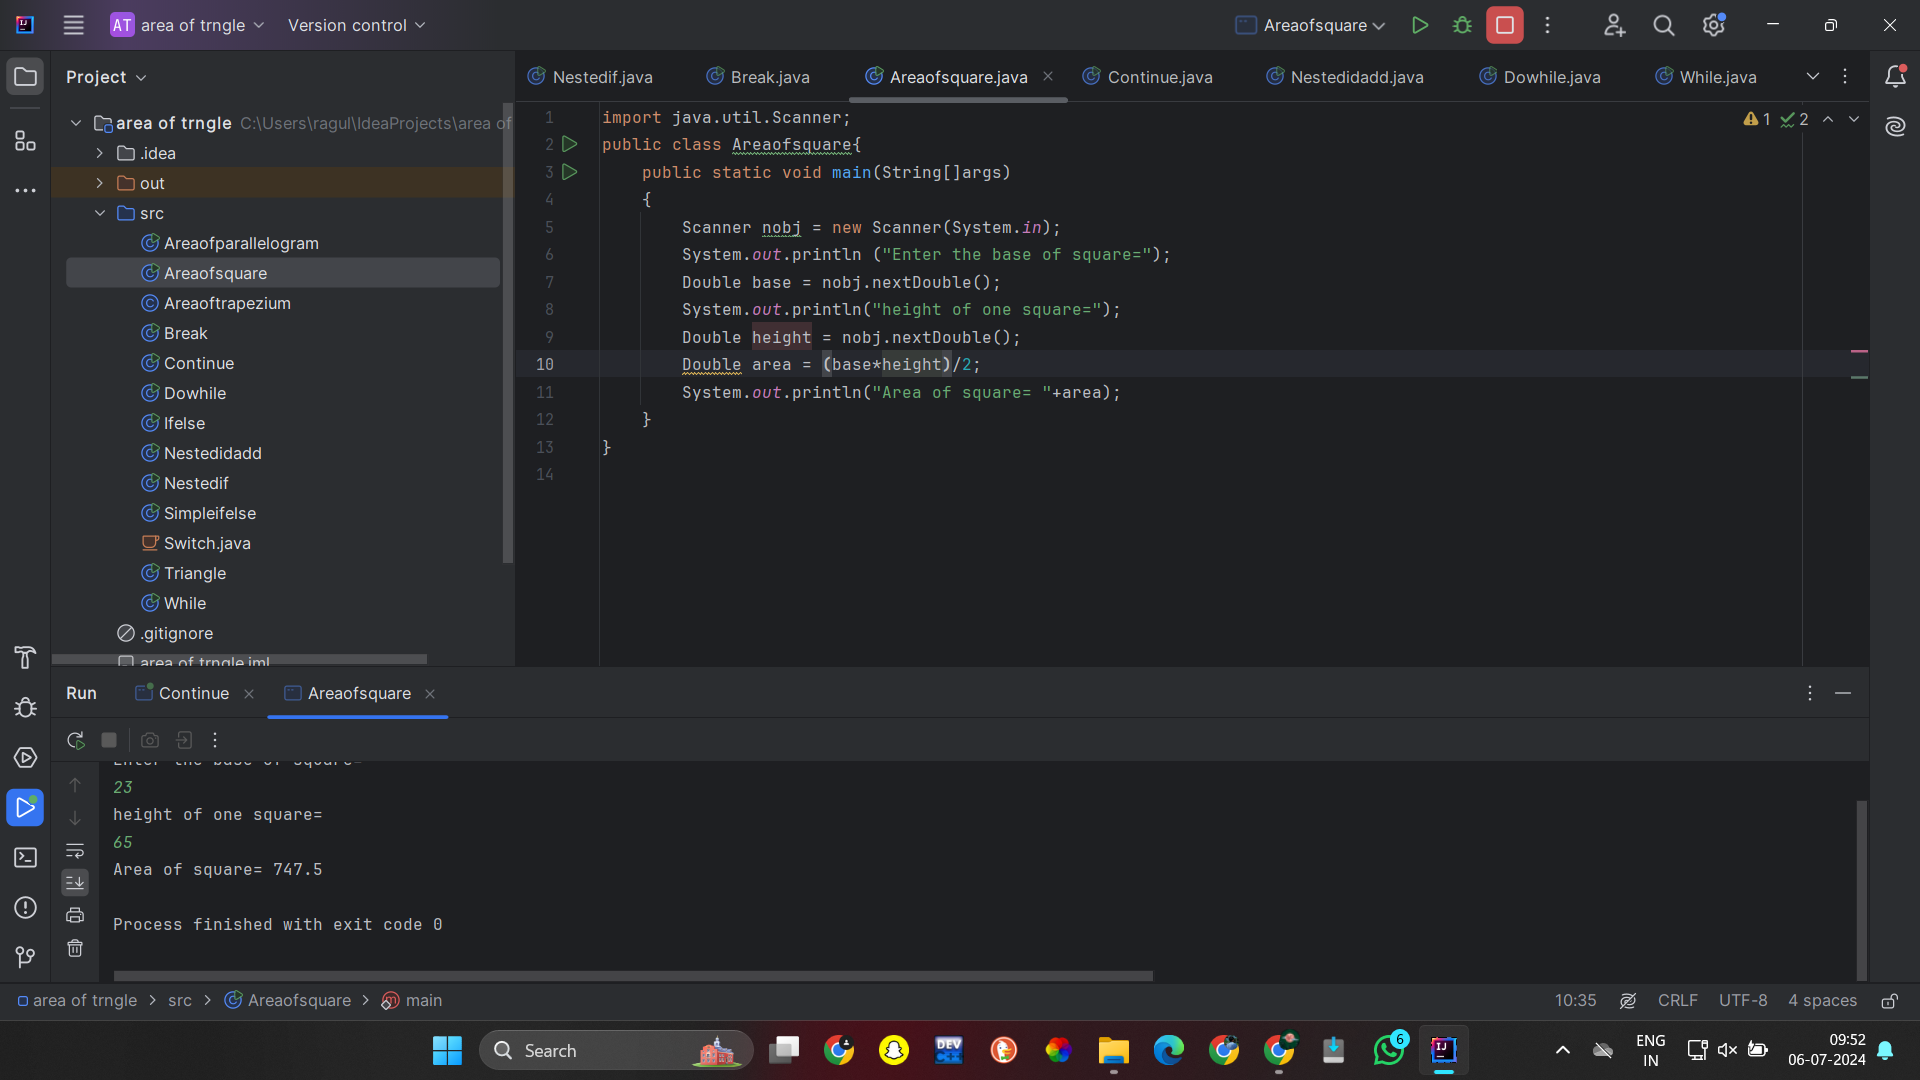 AT area of trngle Version control Areaofsquare
Project
area of trngle C:\Users\ragul\IdeaProjects\area of
.idea
out
src
Areaofparallelogram
Areaofsquare
Areaoftrapezium
Break
Continue
Dowhile
Ifelse
Nestedidadd
Nestedif
Simpleifelse
Switch.java
Triangle
While
.gitignore
area of trngle.iml
Nestedif.java Break.java Areaofsquare.java Continue.java Nestedidadd.java Dowhile.java While.java
1 import java.util.Scanner;
2 public class Areaofsquare{
3 public static void main(String[]args)
4 {
5 Scanner nobj = new Scanner(System.in);
6 System.out.println ("Enter the base of square=");
7 Double base = nobj.nextDouble();
8 System.out.println("height of one square=");
9 Double height = nobj.nextDouble();
10 Double area = (base*height)/2;
11 System.out.println("Area of square= "+area);
12 }
13 }
14
1 2
Run Continue Areaofsquare
Enter the base of square=
23
height of one square=
65
Area of square= 747.5
Process finished with exit code 0
area of trngle > src > Areaofsquare > main
10:35 CRLF UTF-8 4 spaces
Search
DEV
6
IJ
ENG
IN
09:52
06-07-2024